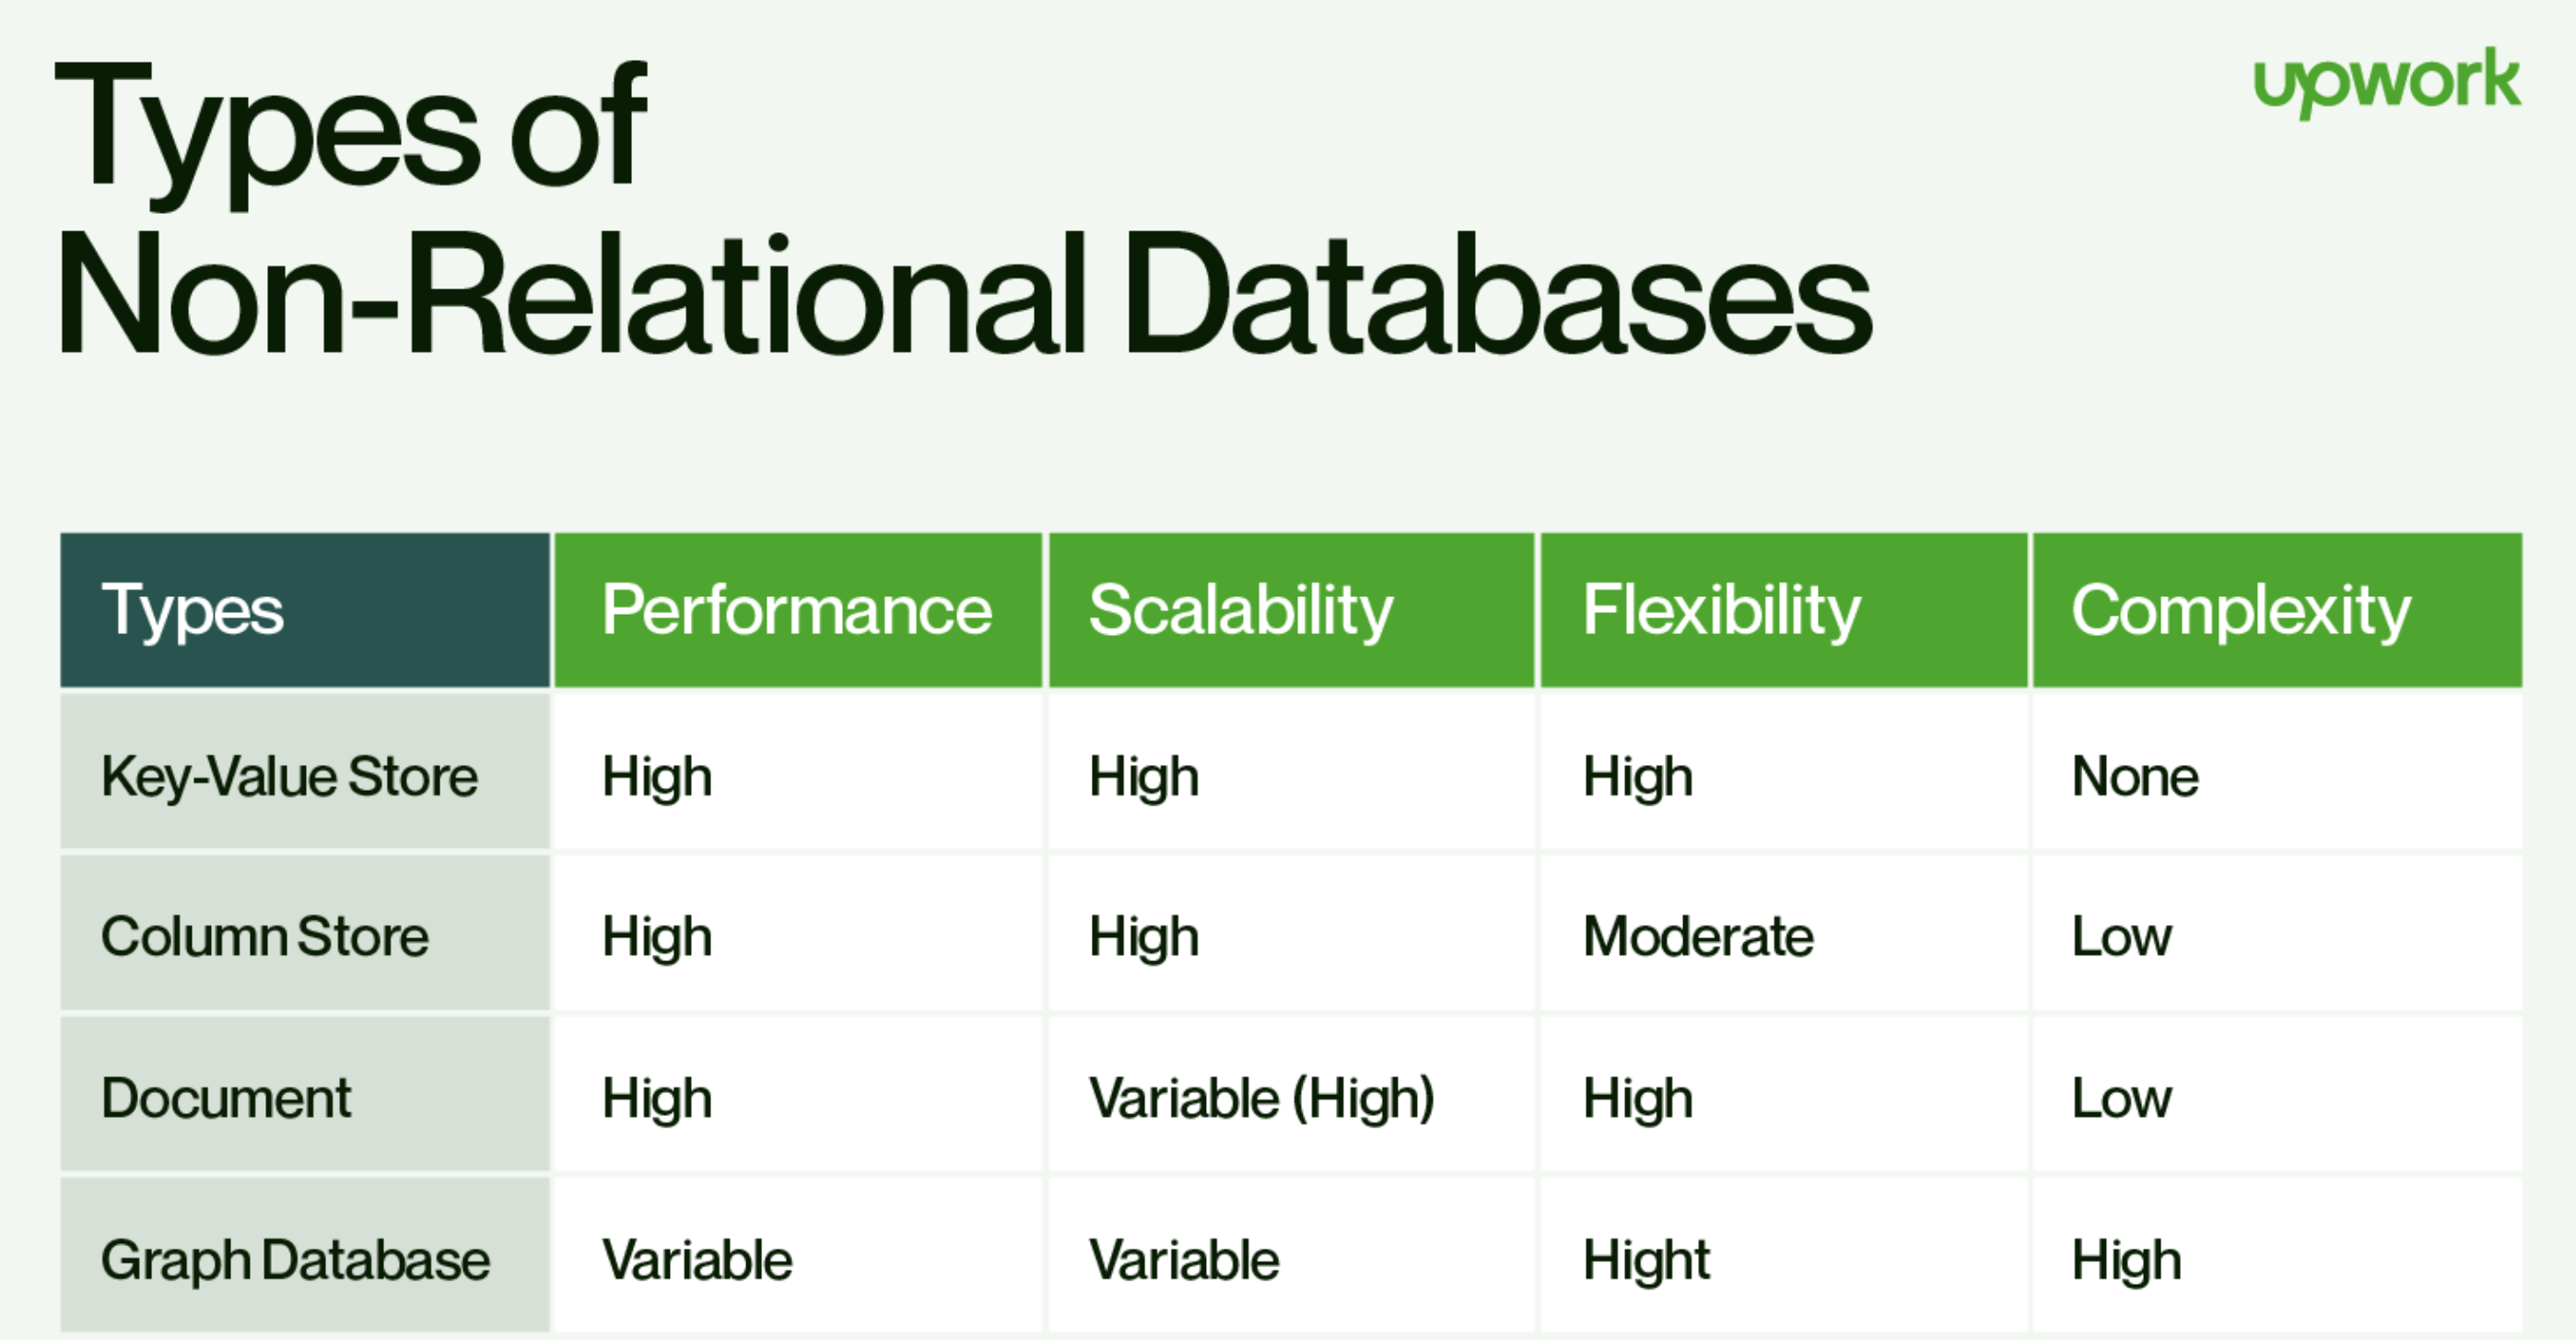 Types of
upwork
Non-Relational Databases
Types Performance Scalability Flexibility Complexity
Key-Value Store High High High None
Column Store High High Moderate Low
Document High Variable (High) High Low
Graph Database Variable Variable Hight High